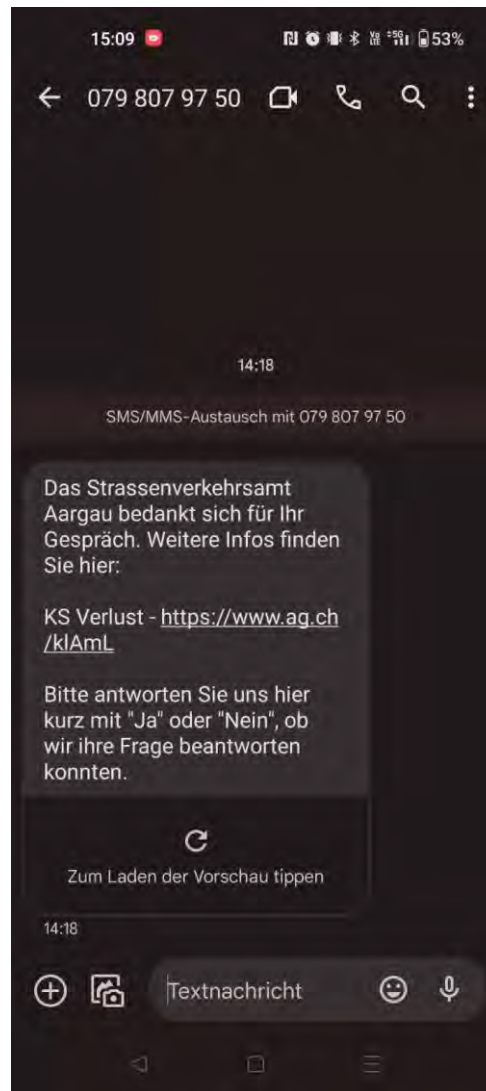 15:09 53%
079 807 97 50
14:18
SMS/MMS-Austausch mit 079 807 97 50
Das Strassenverkehrsamt
Aargau bedankt sich für Ihr
Gespräch. Weitere Infos finden
Sie hier:
KS Verlust - https://www.ag.ch
/klAmL
Bitte antworten Sie uns hier
kurz mit "Ja" oder "Nein", ob
wir ihre Frage beantworten
konnten.
Zum Laden der Vorschau tippen
14:18
Textnachricht